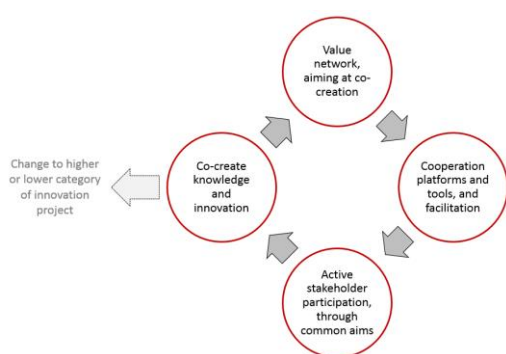 Value
network,
aiming at co-
creation
Change to higher
or lower category
of innovation
project
Co-create
knowledge
and
innovation
Cooperation
platforms and
tools, and
facilitation
Active
stakeholder
participation,
through
common aims